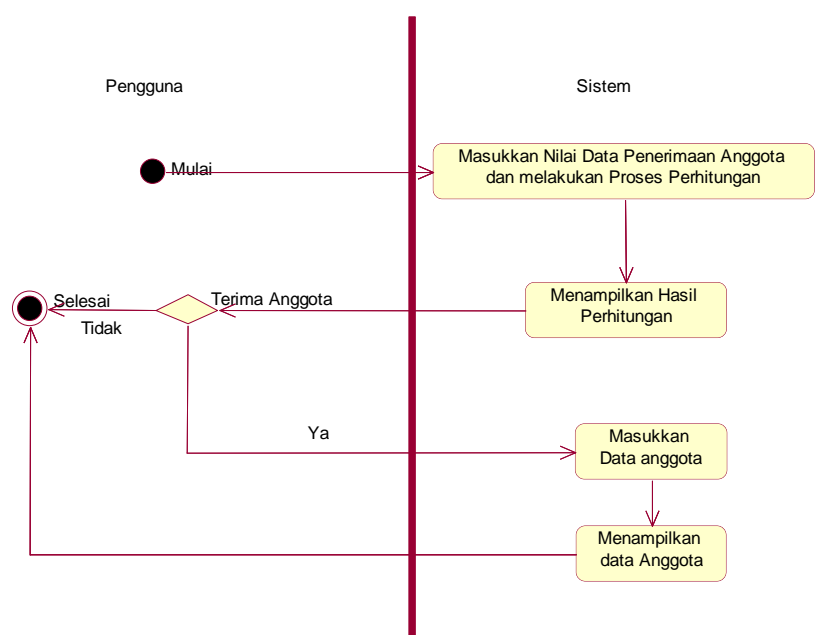 Pengguna
Sistem
Mulai
Masukkan Nilai Data Penerimaan Anggota
dan melakukan Proses Perhitungan
Selesai
Tidak
Terima Anggota
Menampilkan Hasil
Perhitungan
Ya
Masukkan
Data anggota
Menampilkan
data Anggota